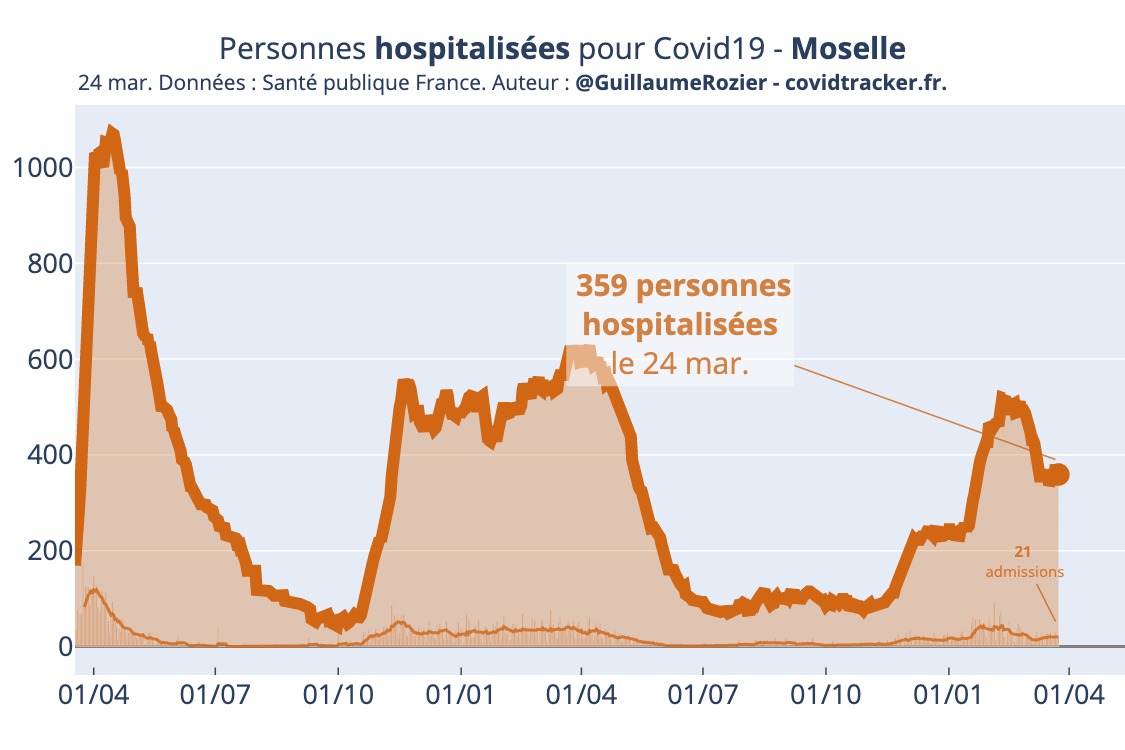 Personnes hospitalisées pour Covid19 - Moselle
24 mar. Données : Santé publique France. Auteur : @GuillaumeRozier - covidtracker.fr.
1000
800
359 personnes
hospitalisées
le 24 mar.
600
400
200
21
admissions
0
01/04 01/07 01/10 01/01 01/04 01/07 01/10 01/01 01/04